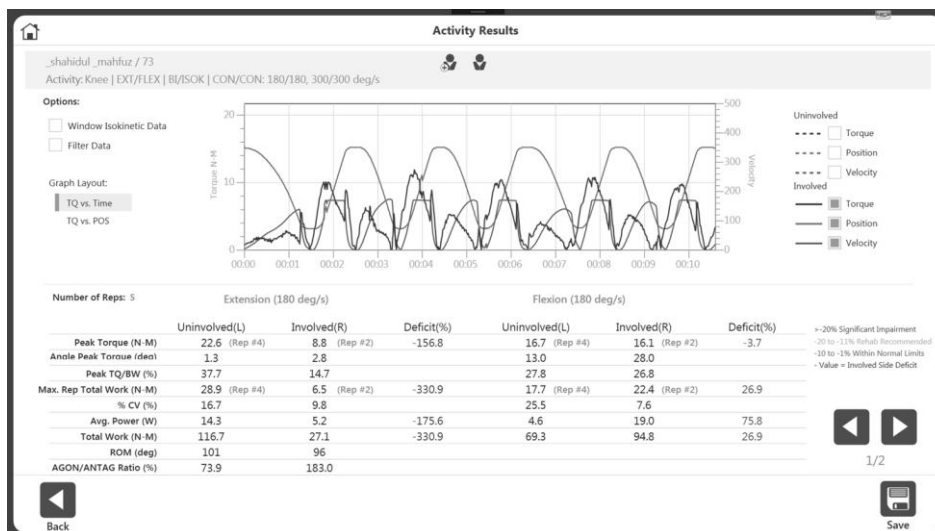 Activity Results
_shahidul _mahfuz / 73
Activity: Knee | EXT/FLEX | BI/ISOK | CON/CON: 180/180, 300/300 deg/s
Options:
Window Isokinetic Data
Filter Data
Graph Layout:
TQ vs. Time
TQ vs. POS
Torque N-M
20
10
0
00:00 00:01 00:02 00:03 00:04 00:05 00:06 00:07 00:08 00:09 00:10
500
400
300
200
100
0
Velocity
Uninvolved
Torque
Position
Velocity
Involved
Torque
Position
Velocity
Number of Reps: 5 Extension (180 deg/s) Flexion (180 deg/s)
Uninvolved(L) Involved(R) Deficit(%) Uninvolved(L) Involved(R) Deficit(%)
Peak Torque (N-M) 22.6 (Rep #4) 8.8 (Rep #2) -156.8 16.7 (Rep #4) 16.1 (Rep #2) -3.7
Angle Peak Torque (deg) 1.3 2.8 13.0 28.0
Peak TQ/BW (%) 37.7 14.7 27.8 26.8
Max. Rep Total Work (N-M) 28.9 (Rep #4) 6.5 (Rep #2) -330.9 17.7 (Rep #4) 22.4 (Rep #2) 26.9
% CV (%) 16.7 9.8 25.5 7.6
Avg. Power (W) 14.3 5.2 -175.6 4.6 19.0 75.8
Total Work (N-M) 116.7 27.1 -330.9 69.3 94.8 26.9
ROM (deg) 101 96
AGON/ANTAG Ratio (%) 73.9 183.0
>-20% Significant Impairment
-20 to -11% Rehab Recommended
-10 to -1% Within Normal Limits
- Value = Involved Side Deficit
1/2
Back
Save